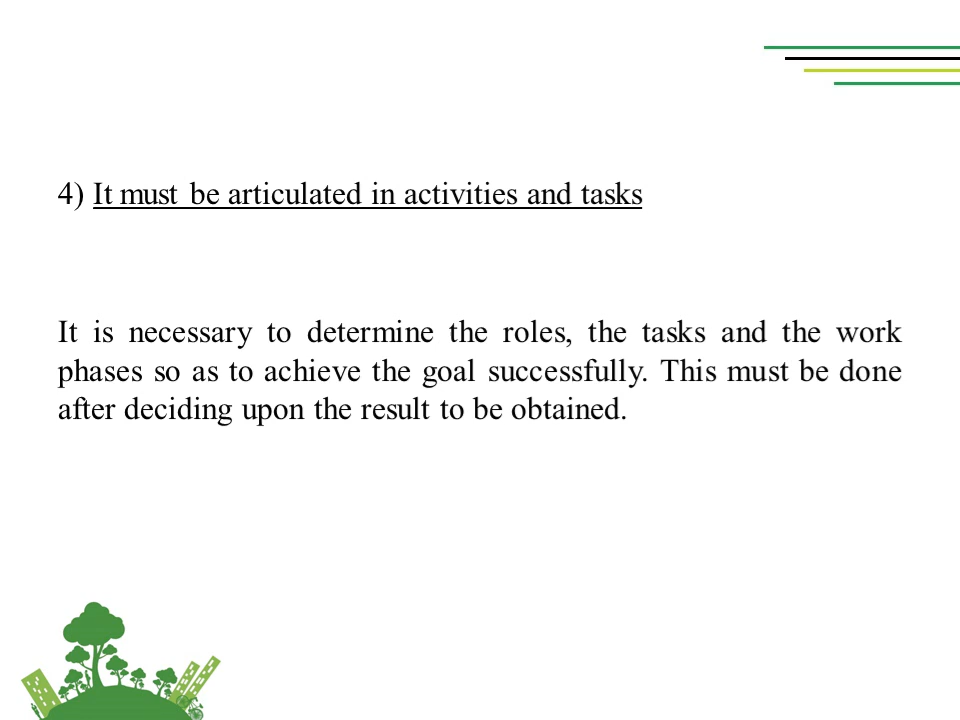 4) It must be articulated in activities and tasks
It is necessary to determine the roles, the tasks and the work
phases so as to achieve the goal successfully. This must be done
after deciding upon the result to be obtained.